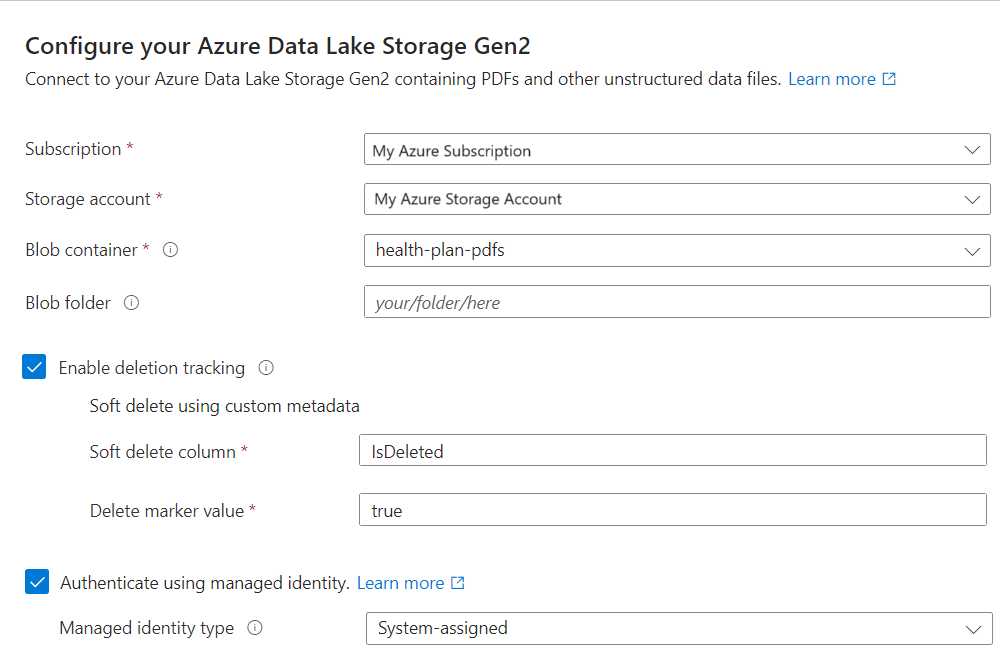 Configure your Azure Data Lake Storage Gen2
Connect to your Azure Data Lake Storage Gen2 containing PDFs and other unstructured data files. Learn more
Subscription * My Azure Subscription
Storage account * My Azure Storage Account
Blob container * health-plan-pdfs
Blob folder your/folder/here
Enable deletion tracking
Soft delete using custom metadata
Soft delete column * IsDeleted
Delete marker value * true
Authenticate using managed identity. Learn more
Managed identity type System-assigned